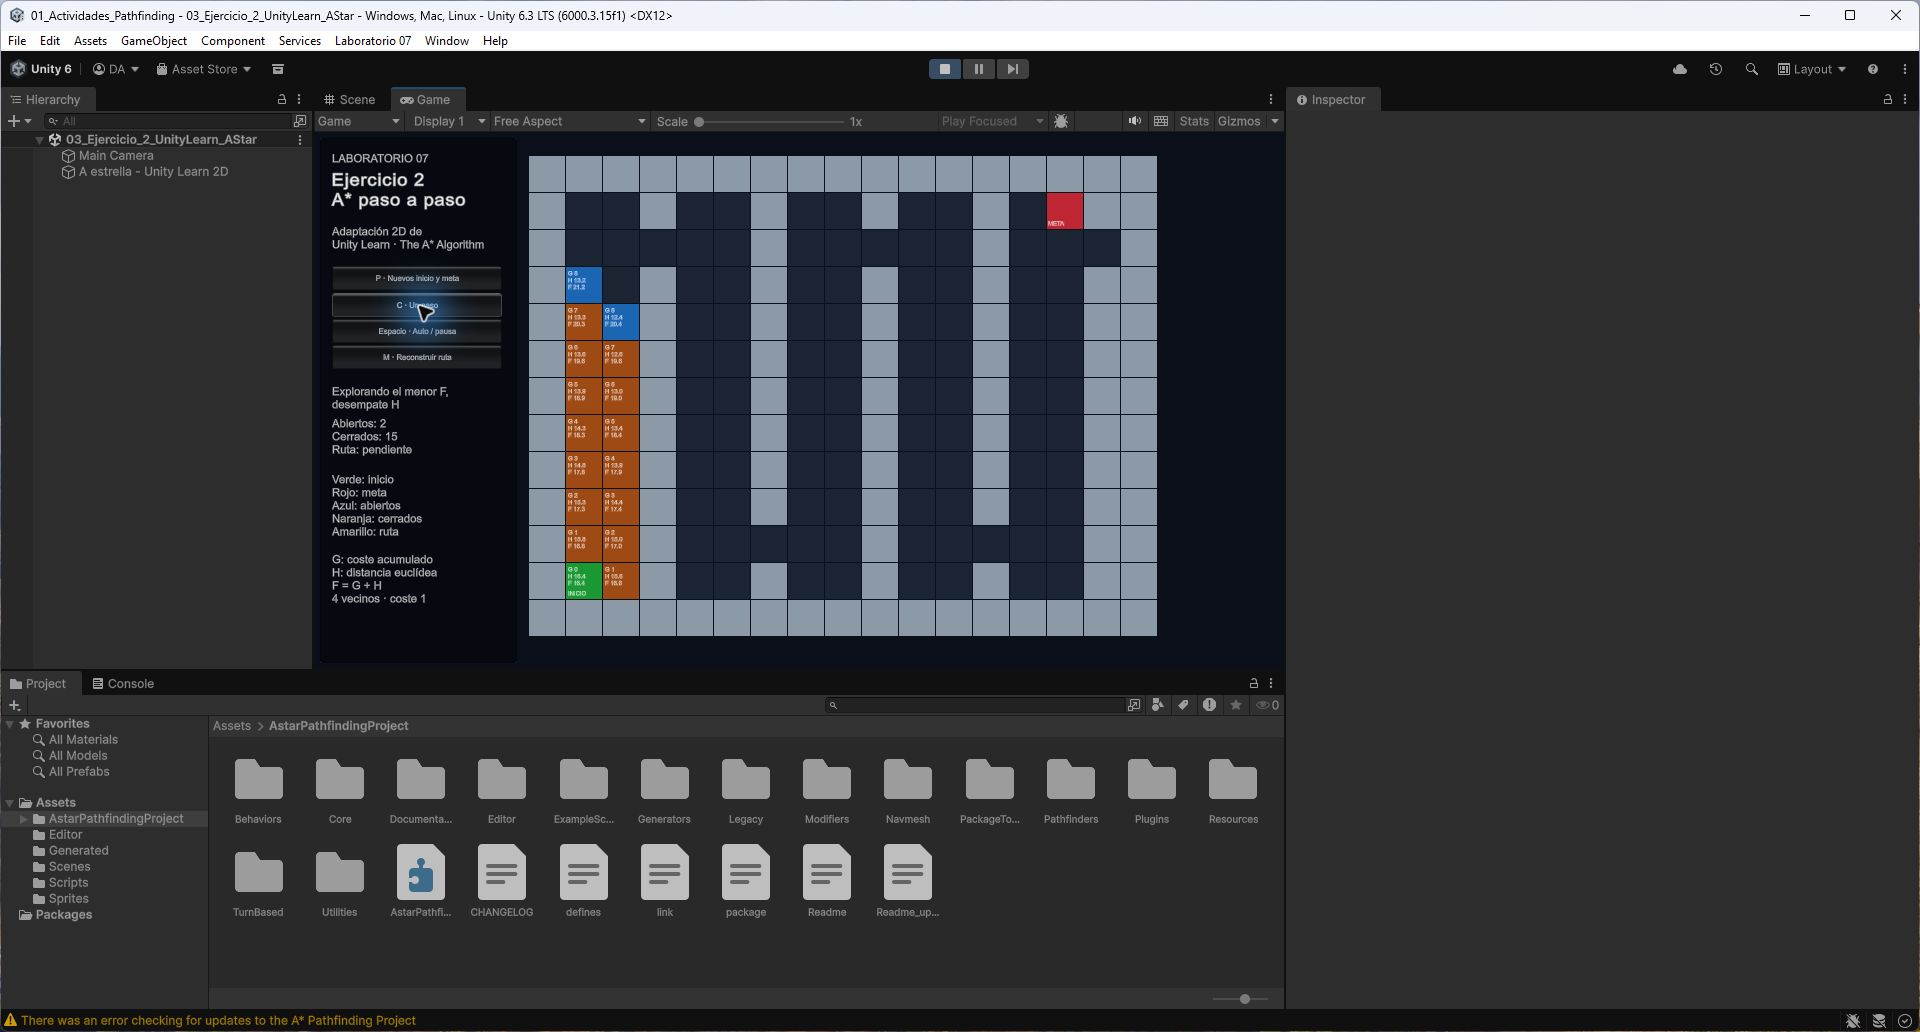 01_Actividades_Pathfinding - 03_Ejercicio_2_UnityLearn_AStar - Windows, Mac, Linux - Unity 6.3 LTS (6000.3.15f1) <DX12>
File Edit Assets GameObject Component Services Laboratorio 07 Window Help
Unity 6 DA Asset Store Layout
Hierarchy
All
03_Ejercicio_2_UnityLearn_AStar
Main Camera
A estrella - Unity Learn 2D
Scene Game
Game Display 1 Free Aspect Scale 1x Play Focused Stats Gizmos
LABORATORIO 07
Ejercicio 2
A* paso a paso
Adaptación 2D de
Unity Learn · The A* Algorithm
P · Nuevos inicio y meta
C · Un paso
Espacio · Auto / pausa
M · Reconstruir ruta
Explorando el menor F,
desempate H
Abiertos: 2
Cerrados: 15
Ruta: pendiente
Verde: inicio
Rojo: meta
Azul: abiertos
Naranja: cerrados
Amarillo: ruta
G: coste acumulado
H: distancia euclídea
F = G + H
4 vecinos · coste 1
META
INICIO
Inspector
Project Console
0
Favorites
All Materials
All Models
All Prefabs
Assets
AstarPathfindingProject
Editor
Generated
Scenes
Scripts
Sprites
Packages
Assets > AstarPathfindingProject
Behaviors Core Documenta... Editor ExampleSc... Generators Legacy Modifiers Navmesh PackageTo... Pathfinders Plugins Resources
TurnBased Utilities AstarPathfi... CHANGELOG defines link package Readme Readme_up...
There was an error checking for updates to the A* Pathfinding Project